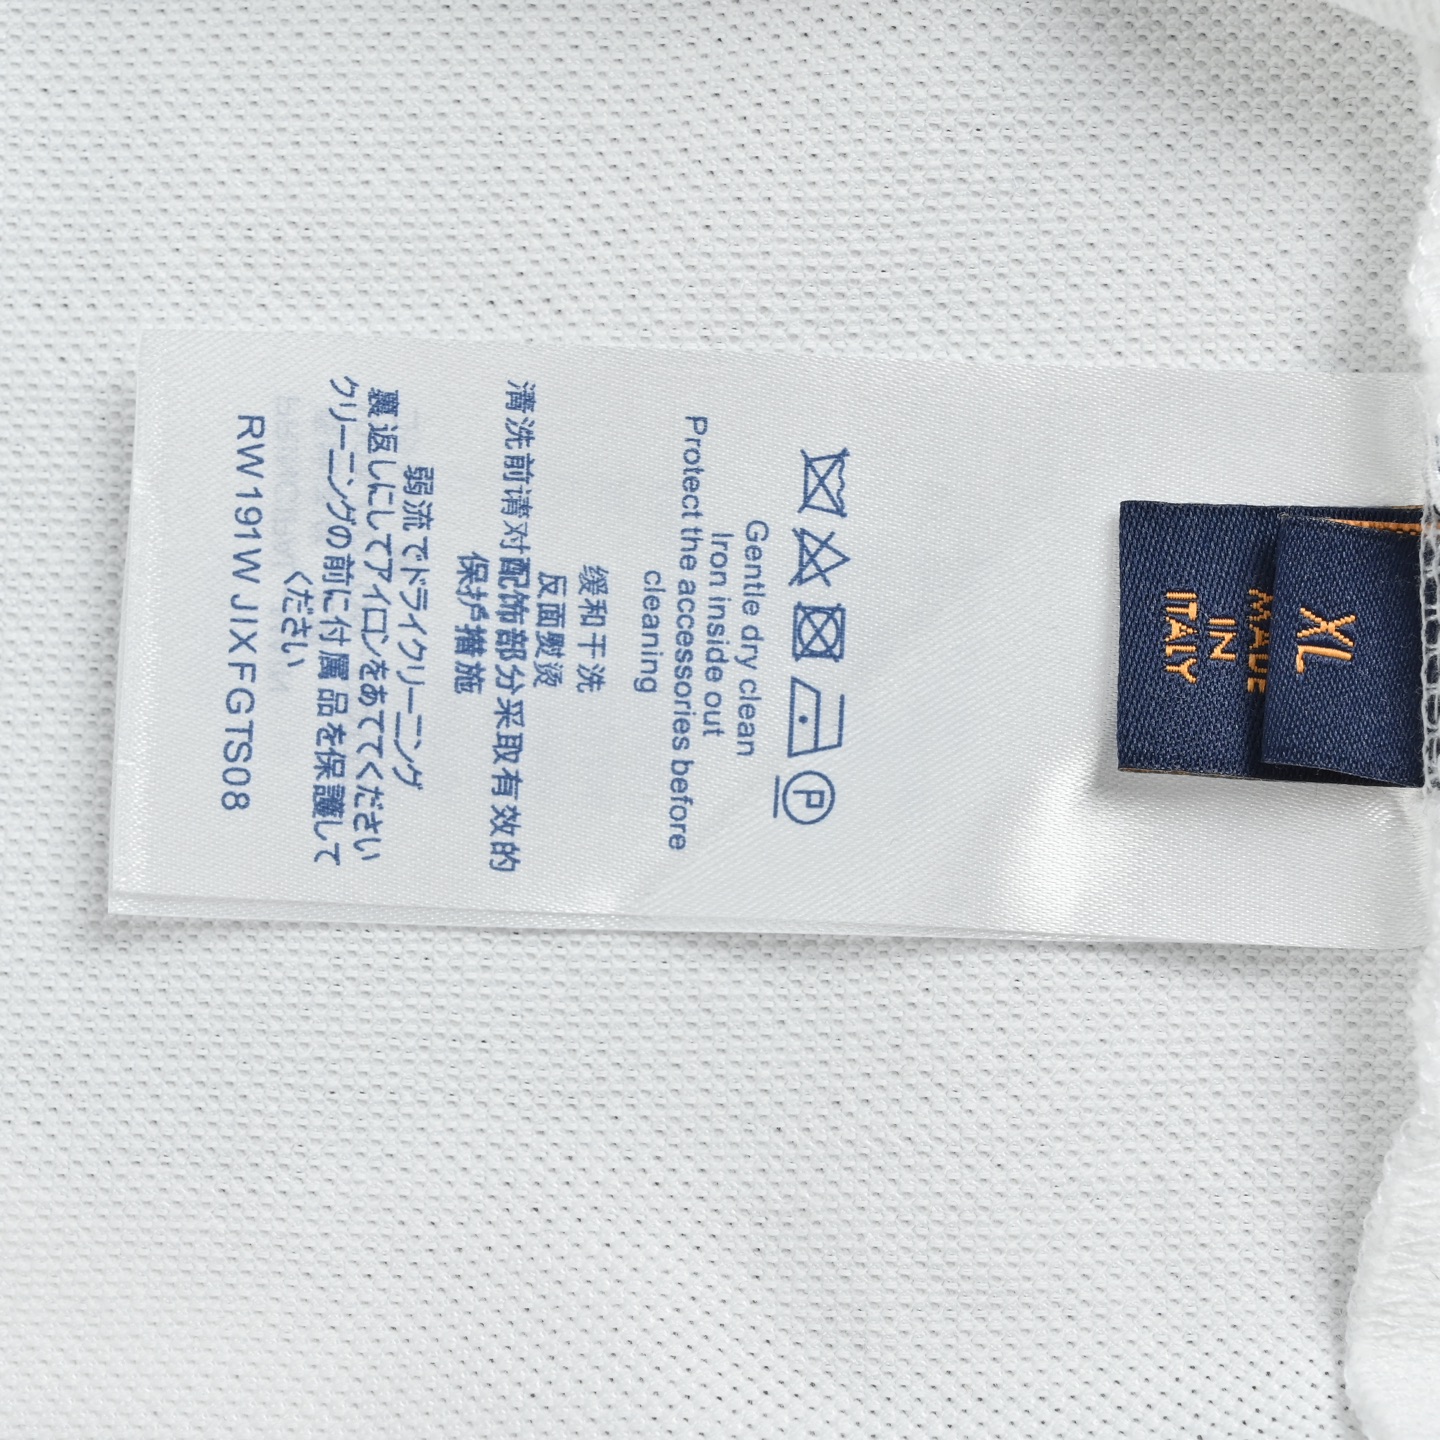 XL
MADE
IN
ITALY
P
Gentle dry clean
Iron inside out
Protect the accessories before
cleaning
缓和干洗
反面熨烫
清洗前请对配饰部分采取有效的
保护措施
弱流でドライクリーニング
裏返しにしてアイロンをあててください
クリーニングの前に付属品を保護して
ください
RW191W JIXFGTS08